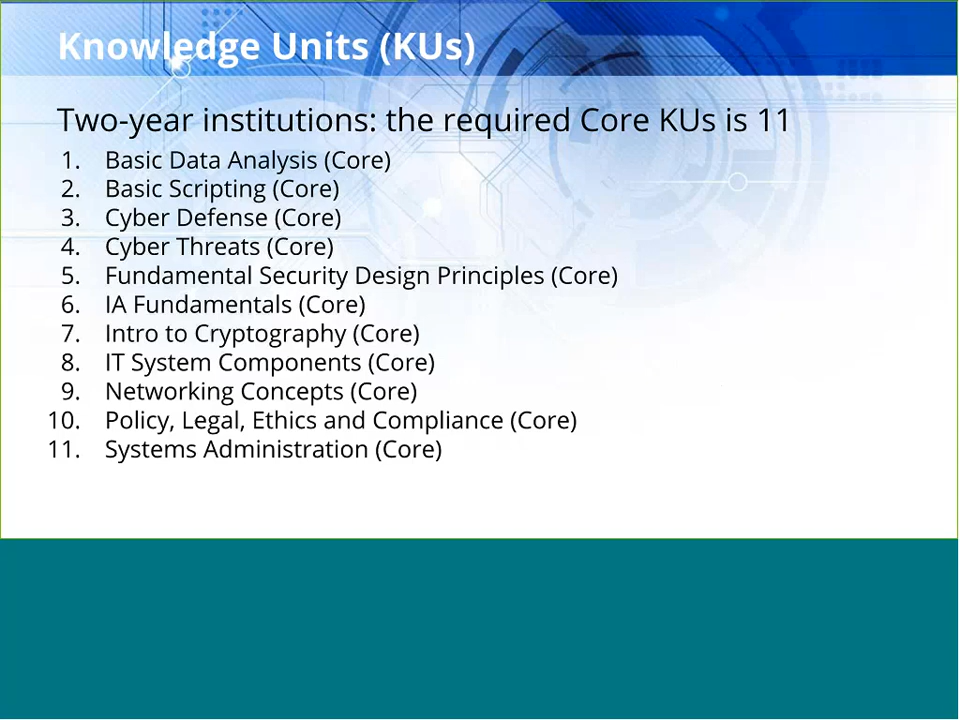 Knowledge Units (KUs)
Two-year institutions: the required Core KUs is 11
1. Basic Data Analysis (Core)
2. Basic Scripting (Core)
3. Cyber Defense (Core)
4. Cyber Threats (Core)
5. Fundamental Security Design Principles (Core)
6. IA Fundamentals (Core)
7. Intro to Cryptography (Core)
8. IT System Components (Core)
9. Networking Concepts (Core)
10. Policy, Legal, Ethics and Compliance (Core)
11. Systems Administration (Core)